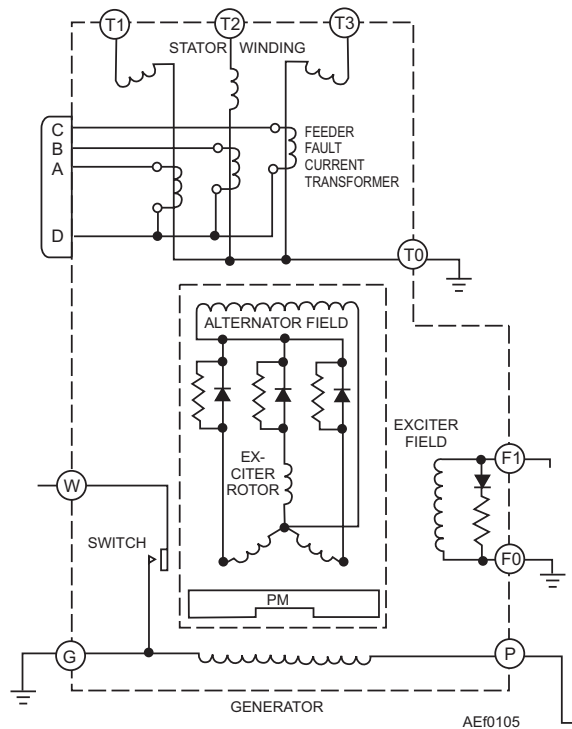 T1
T2
T3
STATOR WINDING
C
B
A
D
FEEDER
FAULT
CURRENT
TRANSFORMER
T0
ALTERNATOR FIELD
EX-
CITER
ROTOR
EXCITER
FIELD
F1
W
SWITCH
F0
PM
G
P
GENERATOR
AEf0105